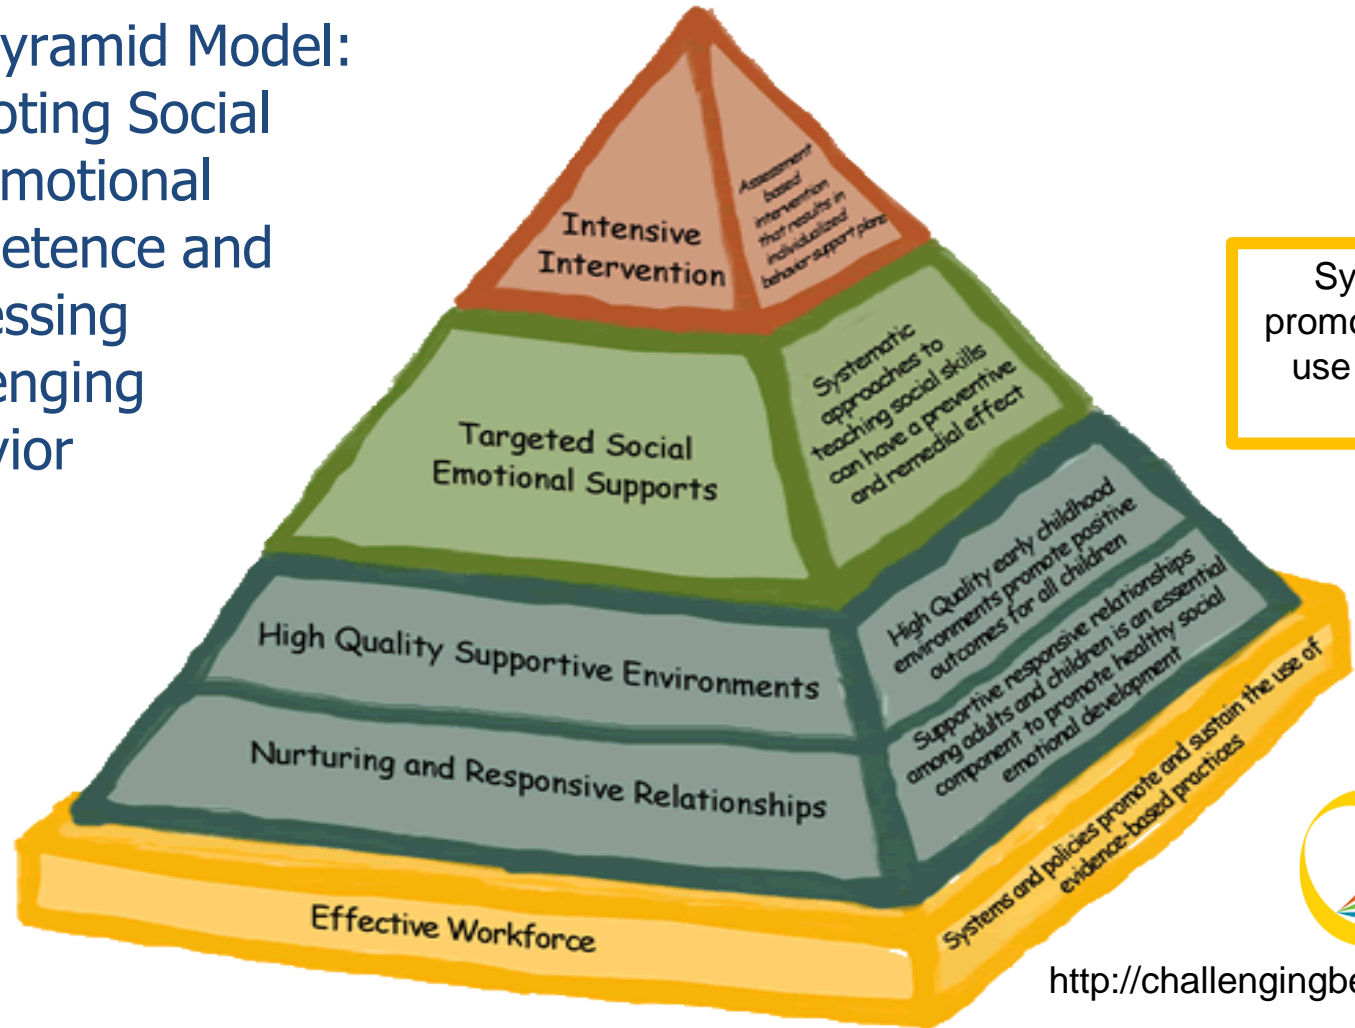 yramid Model:
oting Social
motional
etence and
essing
enging
vior
Intensive
Intervention
Assessment
based
intervention
that results in
individualized
behavior support plans
Targeted Social
Emotional Supports
Systematic
approaches to
teaching social skills
can have a preventive
and remedial effect
High Quality Supportive Environments
High Quality early childhood
environments promote positive
outcomes for all children
Nurturing and Responsive Relationships
Supportive responsive relationships
among adults and children is an essential
component to promote healthy social
emotional development
Effective Workforce
Systems and policies promote and sustain the use of
evidence-based practices
Sy
promo
use
http://challengingbe